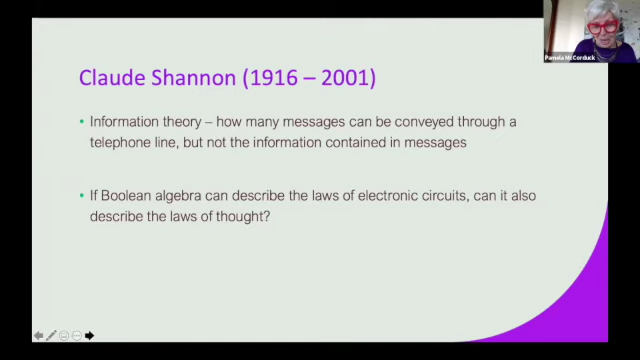 Pamela McCorduck
Claude Shannon (1916 – 2001)
• Information theory – how many messages can be conveyed through a
telephone line, but not the information contained in messages
• If Boolean algebra can describe the laws of electronic circuits, can it also
describe the laws of thought?